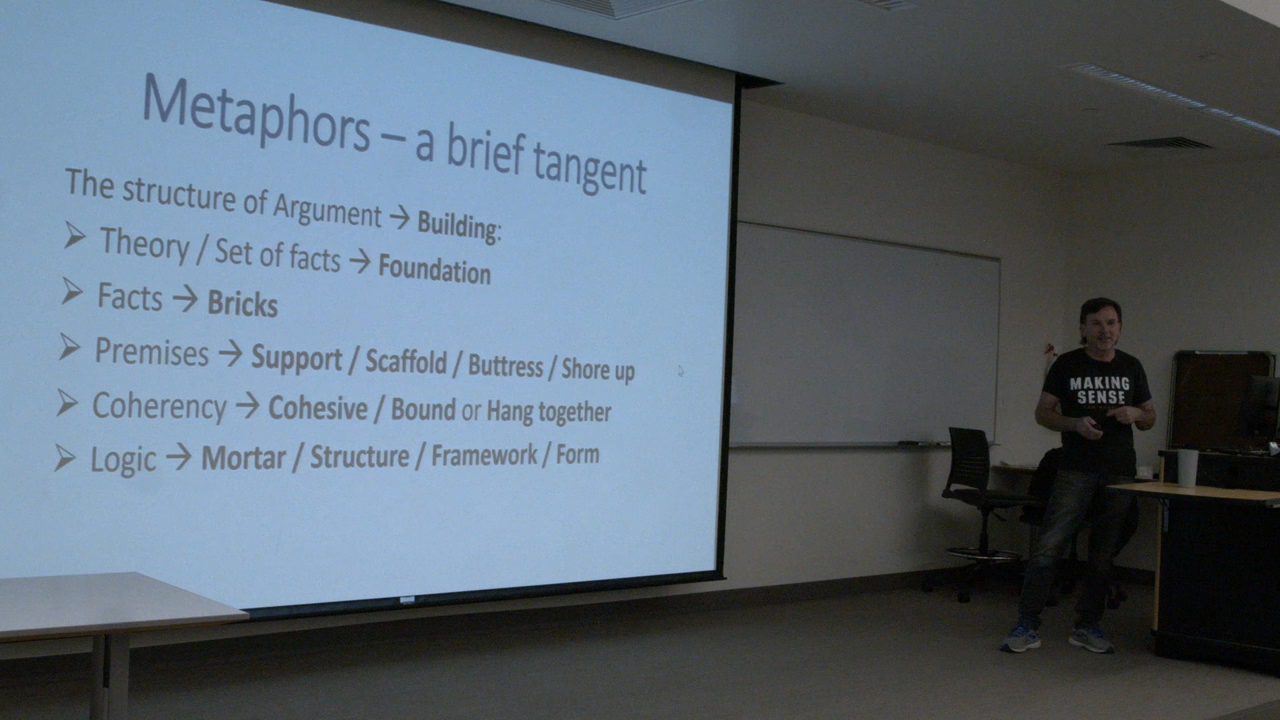 Metaphors – a brief tangent
The structure of Argument → Building:
➢ Theory / Set of facts → Foundation
➢ Facts → Bricks
➢ Premises → Support / Scaffold / Buttress / Shore up
➢ Coherency → Cohesive / Bound or Hang together
➢ Logic → Mortar / Structure / Framework / Form
MAKING
SENSE